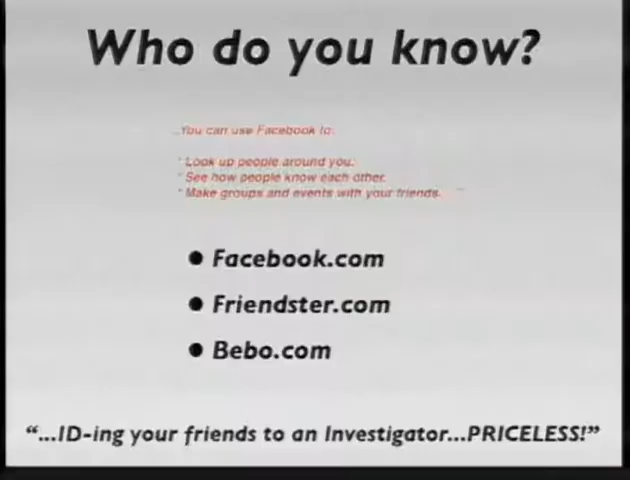 Who do you know?
...You can use Facebook to:
* Look up people around you.
* See how people know each other.
* Make groups and events with your friends.
● Facebook.com
● Friendster.com
● Bebo.com
“...ID-ing your friends to an Investigator...PRICELESS!”